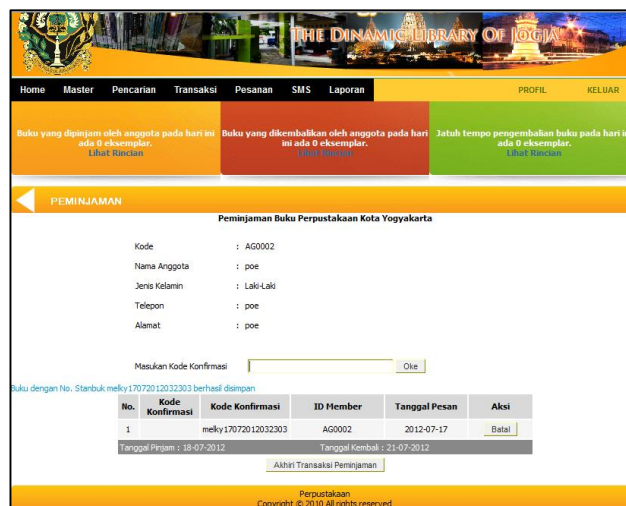 THE DINAMIC LIBRARY OF JOGJA
Home Master Pencarian Transaksi Pesanan SMS Laporan PROFIL KELUAR
Buku yang dipinjam oleh anggota pada hari ini
ada 0 eksemplar.
Lihat Rincian
Buku yang dikembalikan oleh anggota pada hari
ini ada 0 eksemplar.
Lihat Rincian
Jatuh tempo pengembalian buku pada hari
ada 0 eksemplar.
Lihat Rincian
PEMINJAMAN
Peminjaman Buku Perpustakaan Kota Yogyakarta
Kode : AG0002
Nama Anggota : poe
Jenis Kelamin : Laki-Laki
Telepon : poe
Alamat : poe
Masukan Kode Konfirmasi Oke
Buku dengan No. Stanbuk melky17072012032303 berhasil disimpan
No. Kode Konfirmasi Kode Konfirmasi ID Member Tanggal Pesan Aksi
1 melky17072012032303 AG0002 2012-07-17 Batal
Tanggal Pinjam : 18-07-2012 Tanggal Kembali : 21-07-2012
Akhiri Transaksi Peminjaman
Perpustakaan
Copyright © 2010 All rights reserved